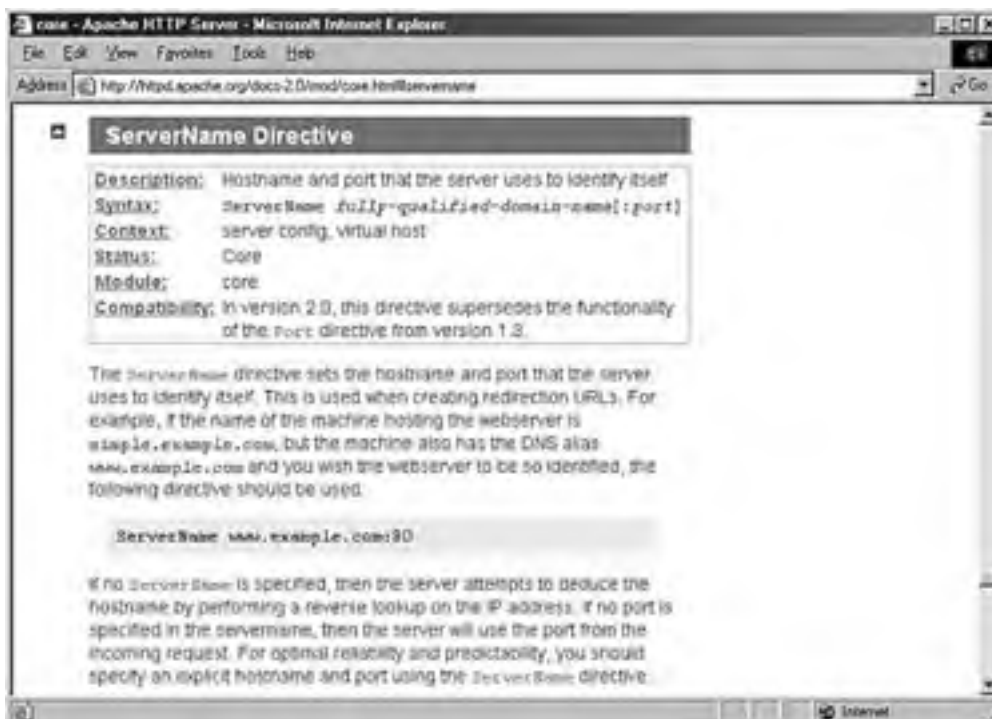 core - Apache HTTP Server - Microsoft Internet Explorer
File Edit View Favorites Tools Help
Address http://httpd.apache.org/docs-2.0/mod/core.html#servername Go
ServerName Directive
Description: Hostname and port that the server uses to identify itself
Syntax: ServerName fully-qualified-domain-name[:port]
Context: server config, virtual host
Status: Core
Module: core
Compatibility: In version 2.0, this directive supersedes the functionality
of the Port directive from version 1.3.
The ServerName directive sets the hostname and port that the server
uses to identify itself. This is used when creating redirection URLs. For
example, if the name of the machine hosting the webserver is
simple.example.com, but the machine also has the DNS alias
www.example.com and you wish the webserver to be so identified, the
following directive should be used:
ServerName www.example.com:80
If no ServerName is specified, then the server attempts to deduce the
hostname by performing a reverse lookup on the IP address. If no port is
specified in the servername, then the server will use the port from the
incoming request. For optimal reliability and predictability, you should
specify an explicit hostname and port using the ServerName directive.
Internet